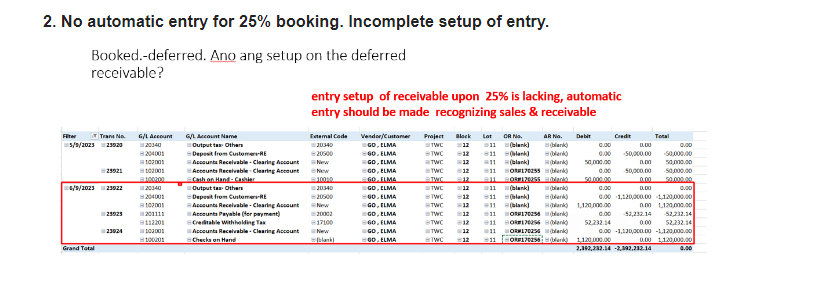 2. No automatic entry for 25% booking. Incomplete setup of entry.
Booked.-deferred. Ano ang setup on the deferred
receivable?
entry setup of receivable upon 25% is lacking, automatic
entry should be made recognizing sales & receivable
Filter Trans No. G/L Account G/L Account Name External Code Vendor/Customer Project Block Lot OR No. AR No. Debit Credit Total
5/9/2023 23920 20340 Output tax- Others 20340 GO , ELMA TWC 12 11 (blank) (blank) 0.00 0.00 0.00
204001 Deposit from Customers-RE 20500 GO , ELMA TWC 12 11 (blank) (blank) 0.00 -50,000.00 -50,000.00
102001 Accounts Receivable - Clearing Account New GO , ELMA TWC 12 11 (blank) (blank) 50,000.00 0.00 50,000.00
23921 102001 Accounts Receivable - Clearing Account New GO , ELMA TWC 12 11 OR#170255 (blank) 0.00 -50,000.00 -50,000.00
100200 Cash on Hand - Cashier 10010 GO , ELMA TWC 12 11 OR#170255 (blank) 50,000.00 0.00 50,000.00
6/9/2023 23922 20340 Output tax- Others 20340 GO , ELMA TWC 12 11 (blank) (blank) 0.00 0.00 0.00
204001 Deposit from Customers-RE 20500 GO , ELMA TWC 12 11 (blank) (blank) 0.00 -1,120,000.00 -1,120,000.00
102001 Accounts Receivable - Clearing Account New GO , ELMA TWC 12 11 (blank) (blank) 1,120,000.00 0.00 1,120,000.00
23923 201111 Accounts Payable (for payment) 20002 GO , ELMA TWC 12 11 OR#170256 (blank) 0.00 -52,232.14 -52,232.14
112201 Creditable Withholding Tax 17100 GO , ELMA TWC 12 11 OR#170256 (blank) 52,232.14 0.00 52,232.14
23924 102001 Accounts Receivable - Clearing Account New GO , ELMA TWC 12 11 OR#170256 (blank) 0.00 -1,120,000.00 -1,120,000.00
100201 Checks on Hand (blank) GO , ELMA TWC 12 11 OR#170256 (blank) 1,120,000.00 0.00 1,120,000.00
Grand Total 2,392,232.14 -2,392,232.14 0.00